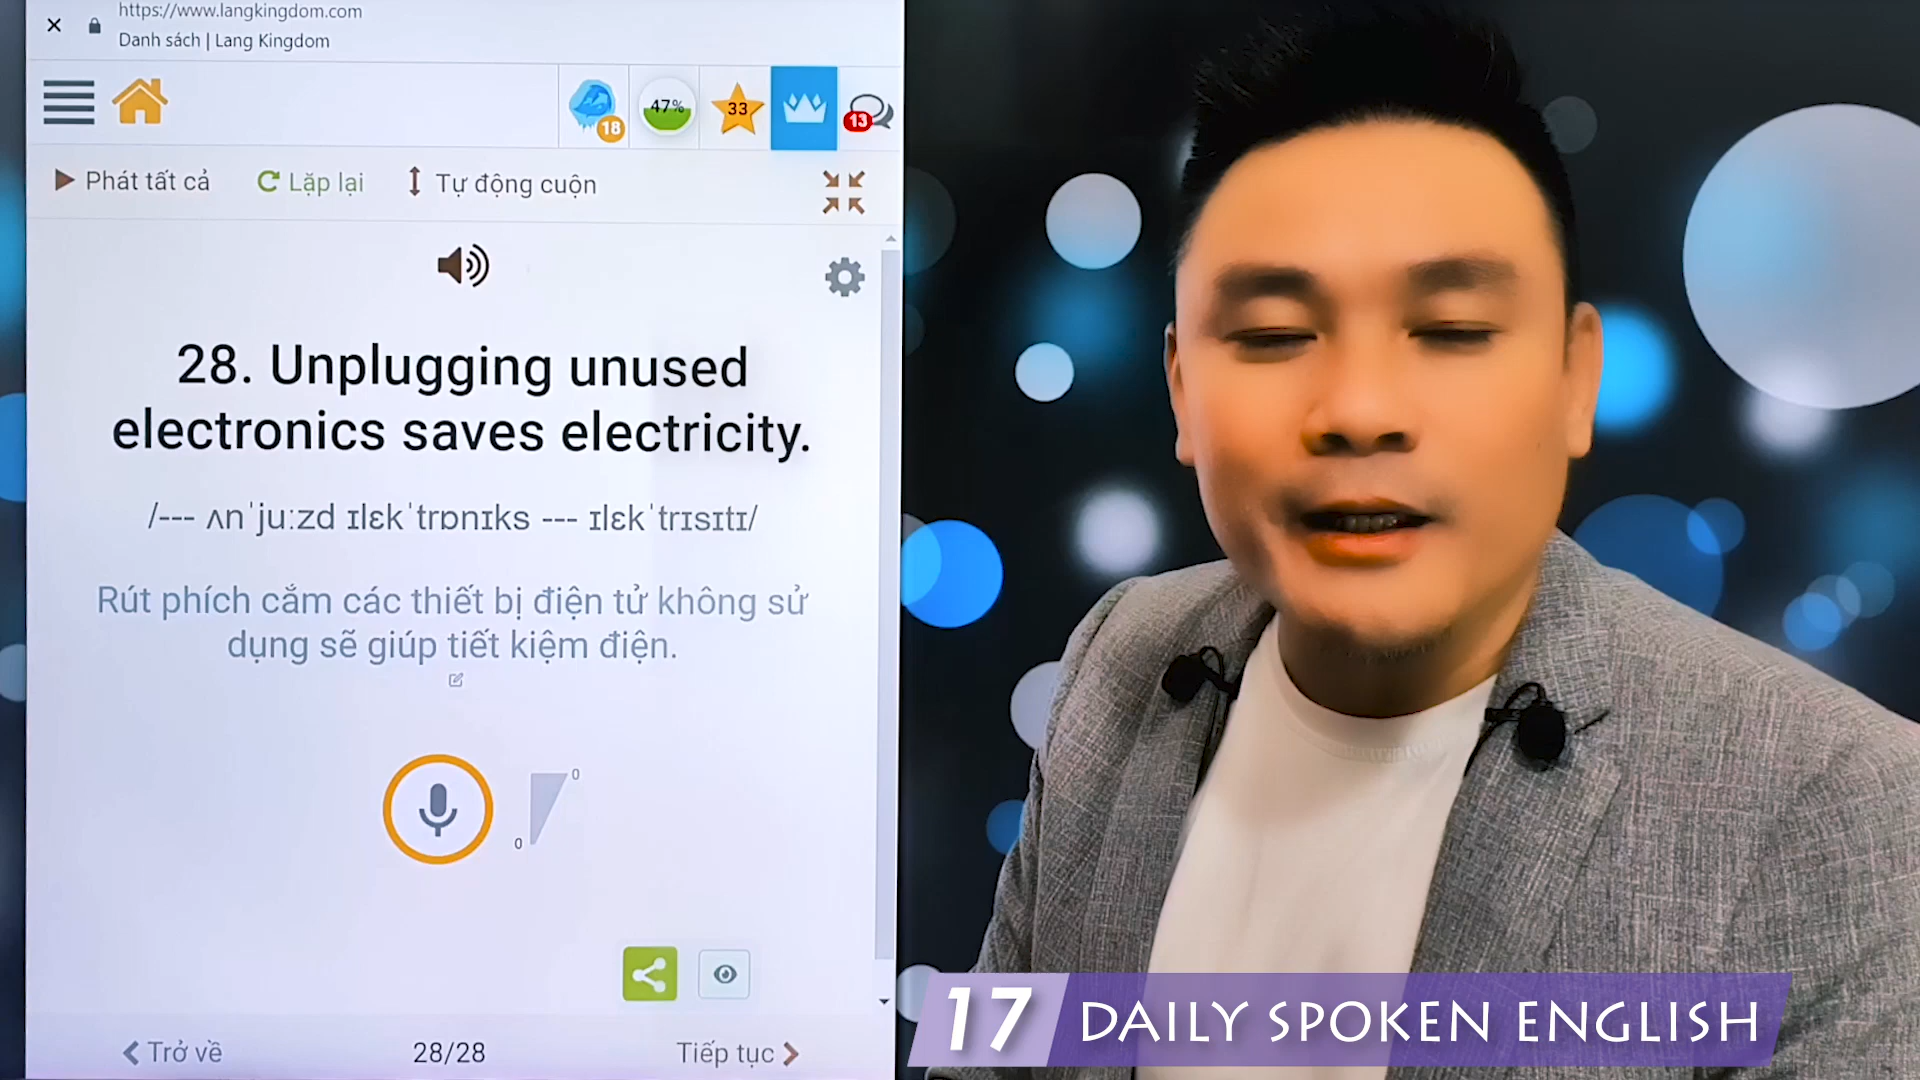 https://www.langkingdom.com
Danh sách | Lang Kingdom
18
47%
33
13
Phát tất cả
Lặp lại
Tự động cuộn
28. Unplugging unused
electronics saves electricity.
/--- ʌnˈjuːzd ɪlɛkˈtrɒnɪks --- ɪlɛkˈtrɪsɪtɪ/
Rút phích cắm các thiết bị điện tử không sử
dụng sẽ giúp tiết kiệm điện.
0
0
Trở về
28/28
Tiếp tục
17 DAILY SPOKEN ENGLISH